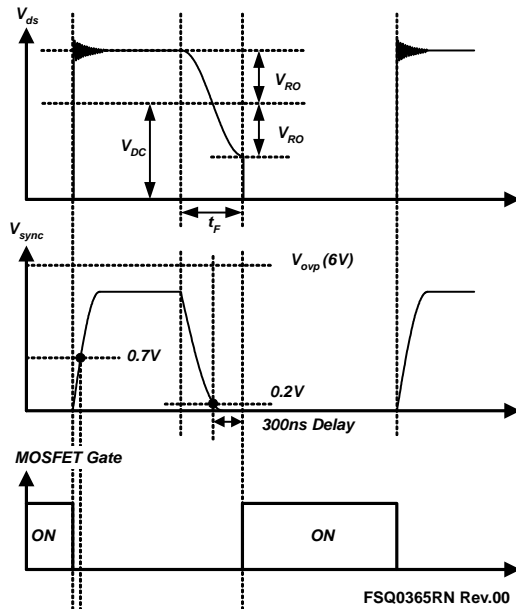 Vds
VRO
VDC
VRO
tF
Vsync
Vovp (6V)
0.7V
0.2V
300ns Delay
MOSFET Gate
ON
ON
FSQ0365RN Rev.00